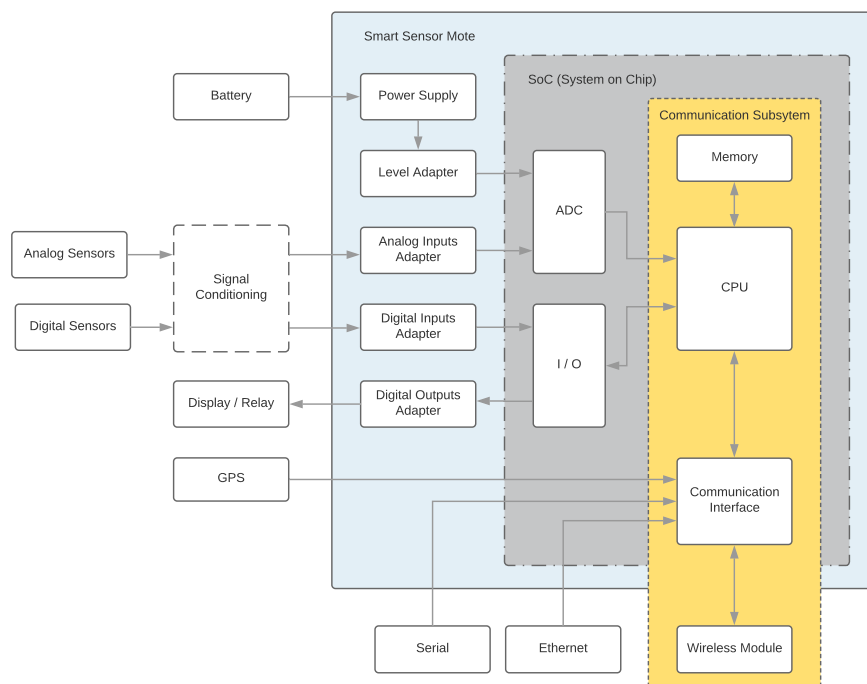 Smart Sensor Mote
SoC (System on Chip)
Communication Subsytem
Battery
Power Supply
Memory
Level Adapter
ADC
Analog Sensors
Signal
Conditioning
Analog Inputs
Adapter
CPU
Digital Sensors
Digital Inputs
Adapter
I / O
Display / Relay
Digital Outputs
Adapter
GPS
Communication
Interface
Serial
Ethernet
Wireless Module